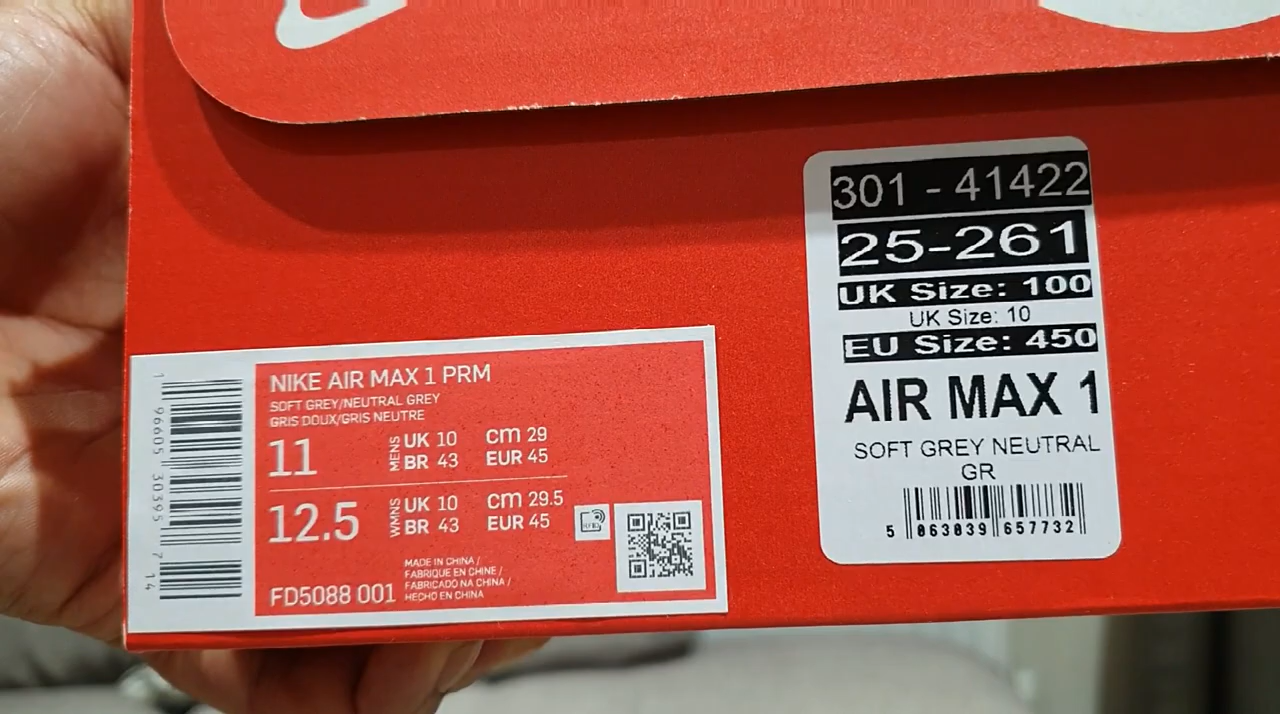 301 - 41422
25-261
UK Size: 100
UK Size: 10
EU Size: 450
AIR MAX 1
SOFT GREY NEUTRAL
GR
5 063039 657732
NIKE AIR MAX 1 PRM
SOFT GREY/NEUTRAL GREY
GRIS DOUX/GRIS NEUTRE
11 MENS UK 10 cm 29
BR 43 EUR 45
12.5 WMNS UK 10 cm 29.5
BR 43 EUR 45
MADE IN CHINA /
FABRIQUE EN CHINE /
FABRICADO NA CHINA /
HECHO EN CHINA
FD5088 001
1 96605 30395 7 14